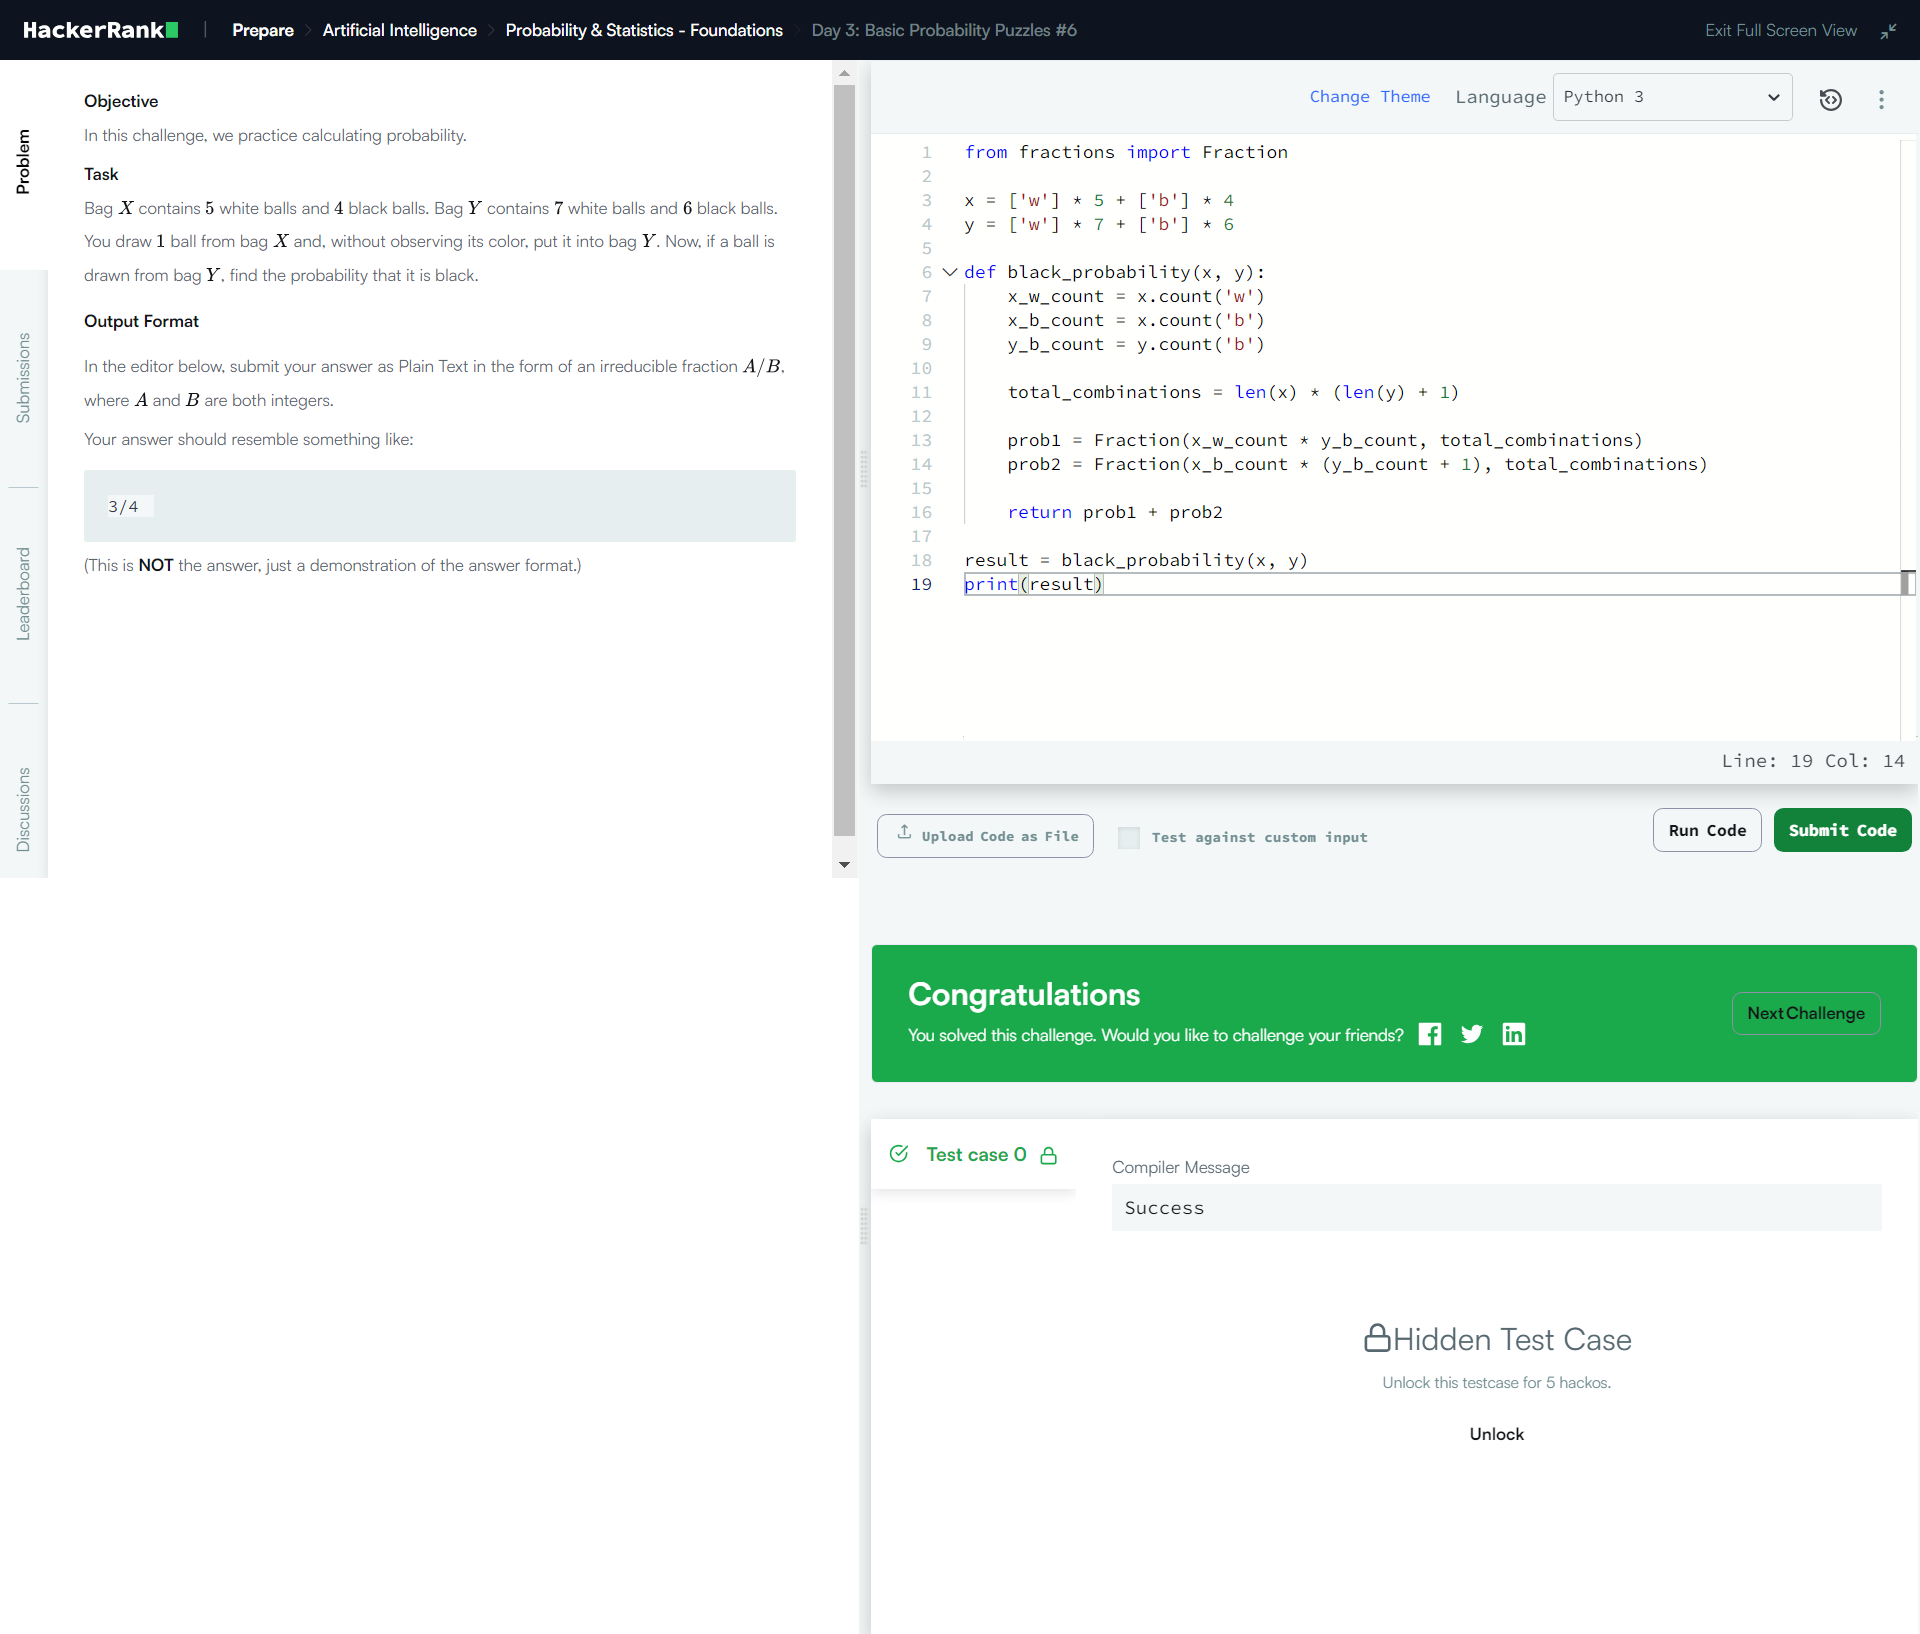 HackerRank
Prepare
Artificial Intelligence
Probability & Statistics - Foundations
Day 3: Basic Probability Puzzles #6
Exit Full Screen View
Problem
Submissions
Leaderboard
Discussions
Objective
In this challenge, we practice calculating probability.
Task
Bag X contains 5 white balls and 4 black balls. Bag Y contains 7 white balls and 6 black balls.
You draw 1 ball from bag X and, without observing its color, put it into bag Y. Now, if a ball is
drawn from bag Y, find the probability that it is black.
Output Format
In the editor below, submit your answer as Plain Text in the form of an irreducible fraction A/B,
where A and B are both integers.
Your answer should resemble something like:
3/4
(This is NOT the answer, just a demonstration of the answer format.)
Change Theme
Language
Python 3
1 from fractions import Fraction
2
3 x = ['w'] * 5 + ['b'] * 4
4 y = ['w'] * 7 + ['b'] * 6
5
6 def black_probability(x, y):
7     x_w_count = x.count('w')
8     x_b_count = x.count('b')
9     y_b_count = y.count('b')
10
11     total_combinations = len(x) * (len(y) + 1)
12
13     prob1 = Fraction(x_w_count * y_b_count, total_combinations)
14     prob2 = Fraction(x_b_count * (y_b_count + 1), total_combinations)
15
16     return prob1 + prob2
17
18 result = black_probability(x, y)
19 print(result)
Line: 19 Col: 14
Upload Code as File
Test against custom input
Run Code
Submit Code
Congratulations
You solved this challenge. Would you like to challenge your friends?
Next Challenge
Test case 0
Compiler Message
Success
Hidden Test Case
Unlock this testcase for 5 hackos.
Unlock